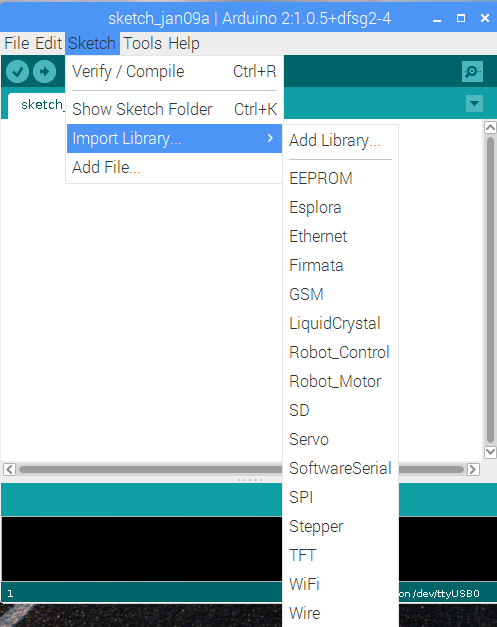 sketch_jan09a | Arduino 2:1.0.5+dfsg2-4
File Edit Sketch Tools Help
Verify / Compile Ctrl+R
Show Sketch Folder Ctrl+K
Import Library...
Add File...
sketch_
Add Library...
EEPROM
Esplora
Ethernet
Firmata
GSM
LiquidCrystal
Robot_Control
Robot_Motor
SD
Servo
SoftwareSerial
SPI
Stepper
TFT
WiFi
Wire
1
on /dev/ttyUSB0